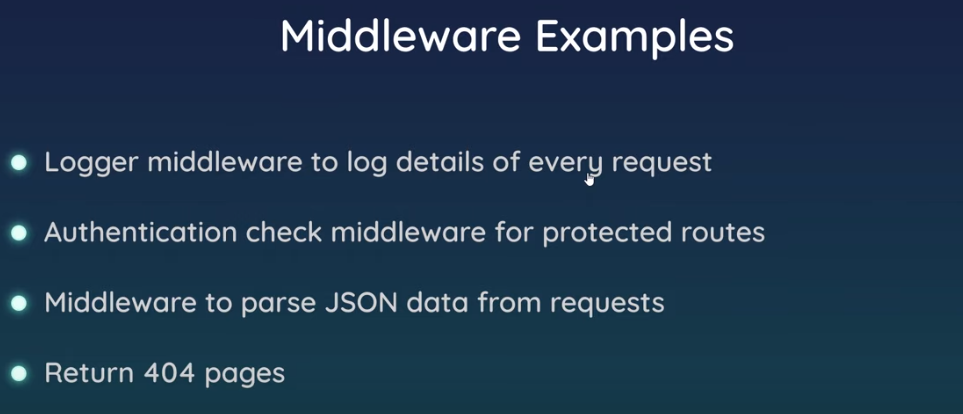 Middleware Examples
Logger middleware to log details of every request
Authentication check middleware for protected routes
Middleware to parse JSON data from requests
Return 404 pages